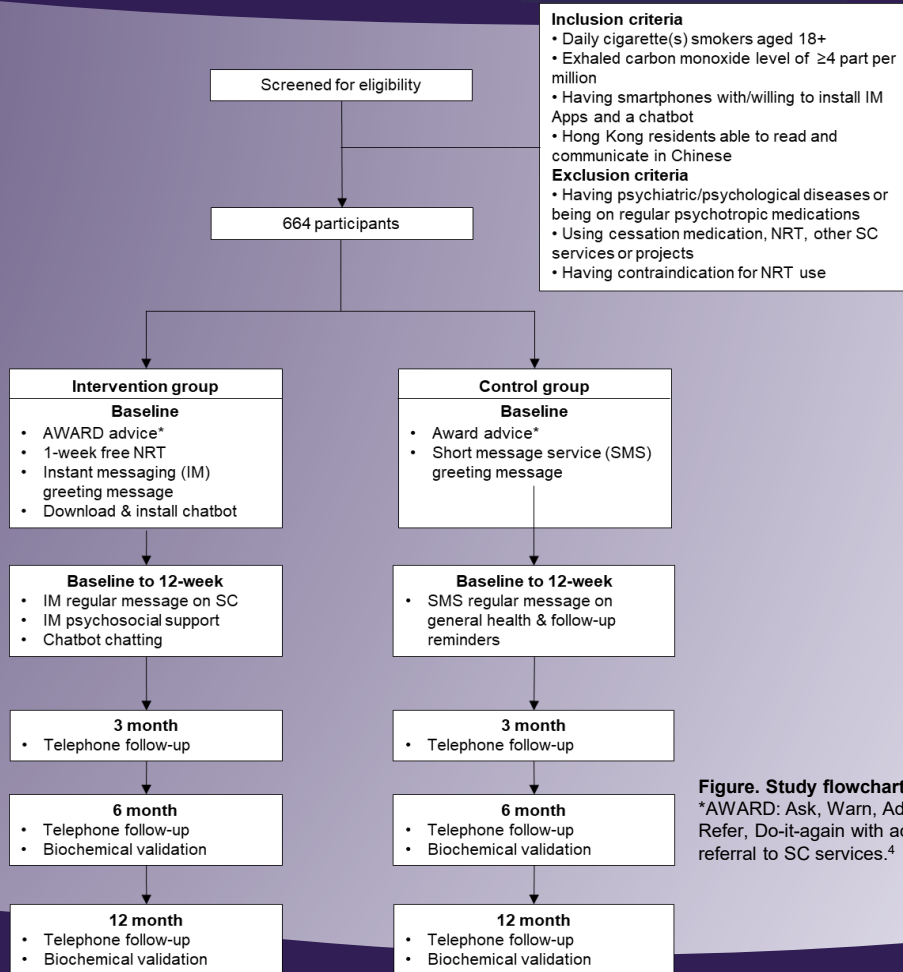 Inclusion criteria
• Daily cigarette(s) smokers aged 18+
• Exhaled carbon monoxide level of ≥4 part per
million
• Having smartphones with/willing to install IM
Apps and a chatbot
• Hong Kong residents able to read and
communicate in Chinese
Exclusion criteria
• Having psychiatric/psychological diseases or
being on regular psychotropic medications
• Using cessation medication, NRT, other SC
services or projects
• Having contraindication for NRT use
Screened for eligibility
664 participants
Intervention group
Baseline
• AWARD advice*
• 1-week free NRT
• Instant messaging (IM)
greeting message
• Download & install chatbot
Baseline to 12-week
• IM regular message on SC
• IM psychosocial support
• Chatbot chatting
3 month
• Telephone follow-up
6 month
• Telephone follow-up
• Biochemical validation
12 month
• Telephone follow-up
• Biochemical validation
Control group
Baseline
• Award advice*
• Short message service (SMS)
greeting message
Baseline to 12-week
• SMS regular message on
general health & follow-up
reminders
3 month
• Telephone follow-up
6 month
• Telephone follow-up
• Biochemical validation
12 month
• Telephone follow-up
• Biochemical validation
Figure. Study flowchart
*AWARD: Ask, Warn,
Refer, Do-it-again with
referral to SC services.⁴